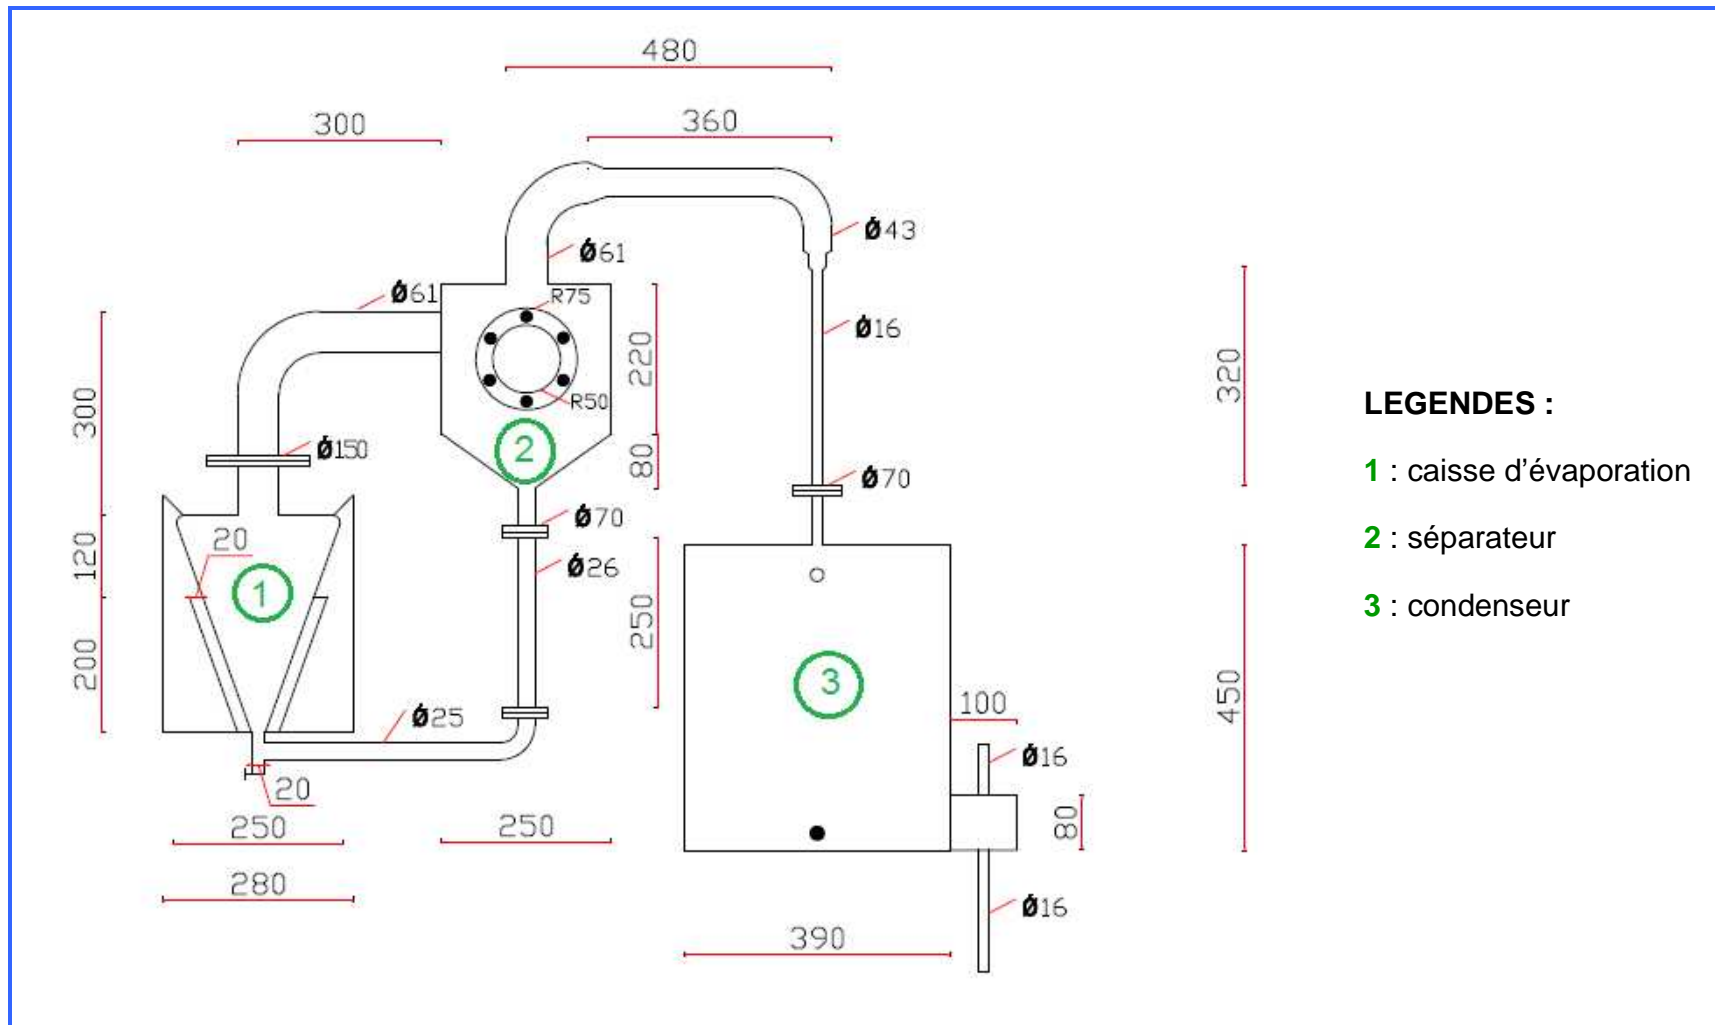 480
300
360
Ø43
Ø61
Ø61
R75
Ø16
220
320
300
R50
LEGENDES :
Ø150
2
80
1 : caisse d’évaporation
Ø70
Ø70
20
120
2 : séparateur
Ø26
1
3 : condenseur
250
200
3
450
100
Ø25
Ø16
20
80
250
250
280
Ø16
390